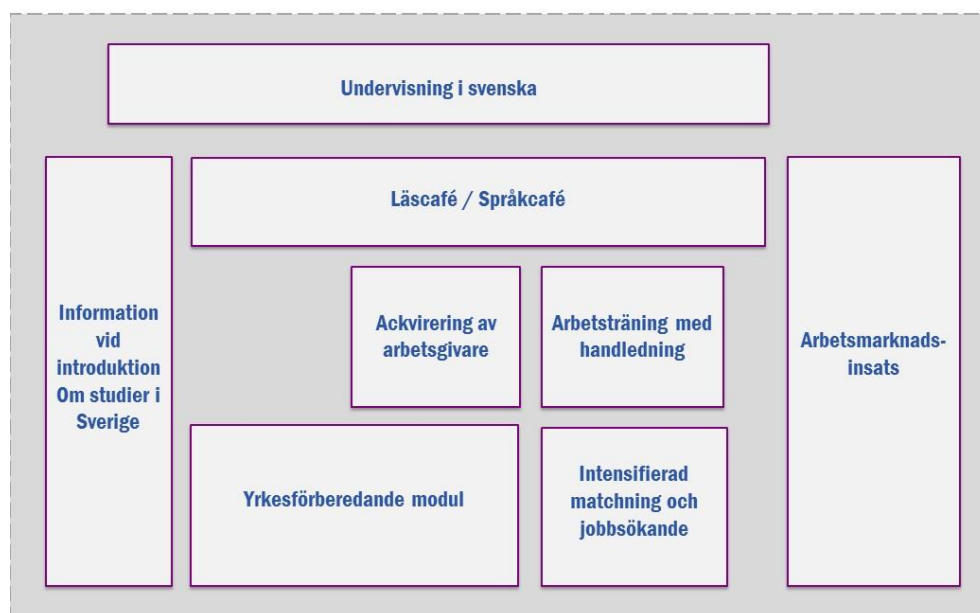 Undervisning i svenska
Läscafé / Språkcafé
Information
vid
introduktion
Om studier i
Sverige
Ackvirering av
arbetsgivare
Arbetsträning med
handledning
Arbetsmarknads-
insats
Yrkesförberedande modul
Intensifierad
matchning och
jobbsökande